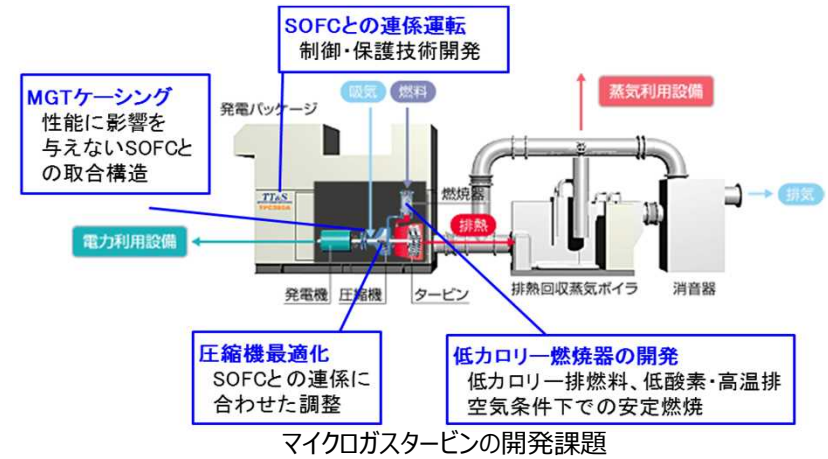 SOFCとの連係運転
制御・保護技術開発
MGTケーシング
性能に影響を
与えないSOFCと
の取合構造
発電パッケージ
吸気
燃料
蒸気利用設備
TT&S
燃焼器
排熱
排気
電力利用設備
発電機
圧縮機
タービン
排熱回収蒸気ボイラ
消音器
圧縮機最適化
SOFCとの連係に
合わせた調整
低カロリー燃焼器の開発
低カロリー排燃料、低酸素・高温排
空気条件下での安定燃焼
マイクロガスタービンの開発課題